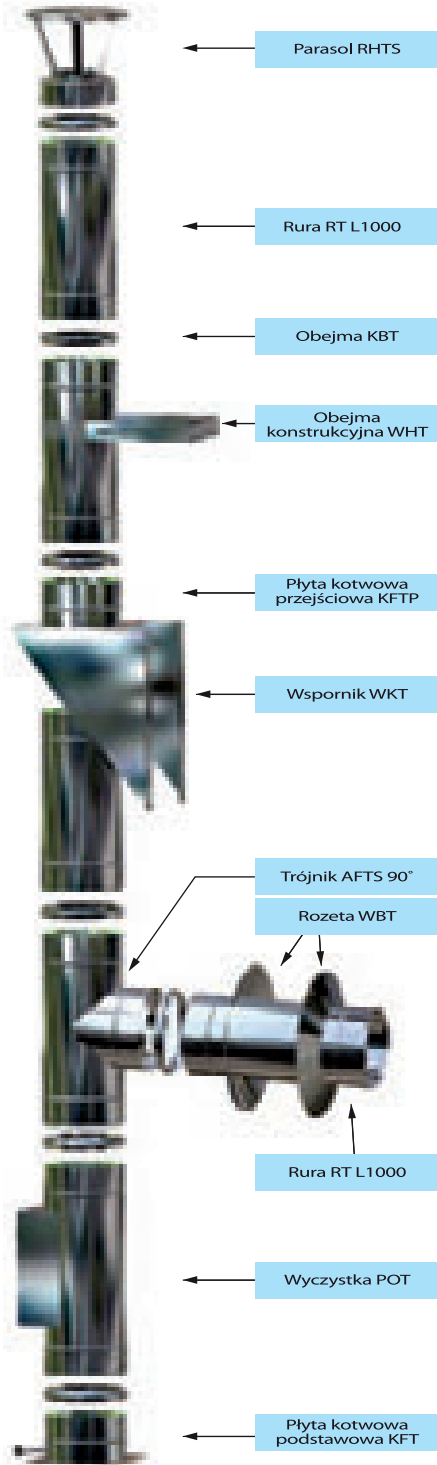 Parasol RHTS
Rura RT L1000
Obejma KBT
Obejma
konstrukcyjna WHT
Płyta kotwowa
przejściowa KFTP
Wspornik WKT
Trójnik AFTS 90°
Rozeta WBT
Rura RT L1000
Wyczystka POT
Płyta kotwowa
podstawowa KFT